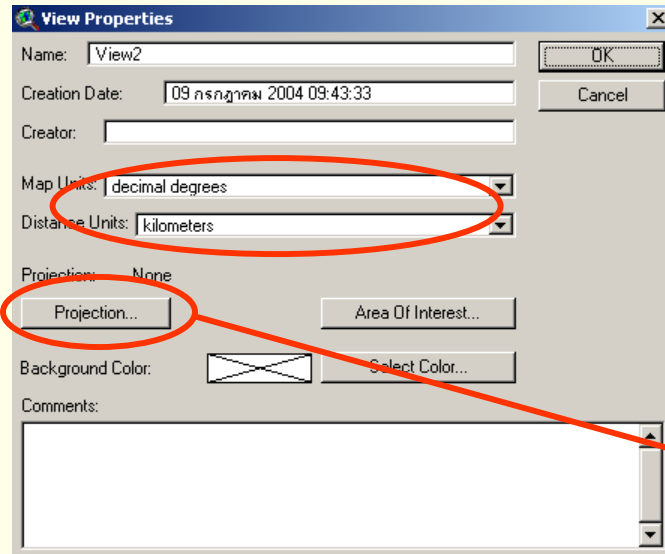 View Properties
Name: View2
OK
Creation Date: 09 กรกฎาคม 2004 09:43:33
Cancel
Creator:
Map Units: decimal degrees
Distance Units: kilometers
Projection: None
Projection...
Area Of Interest...
Background Color:
Select Color...
Comments: